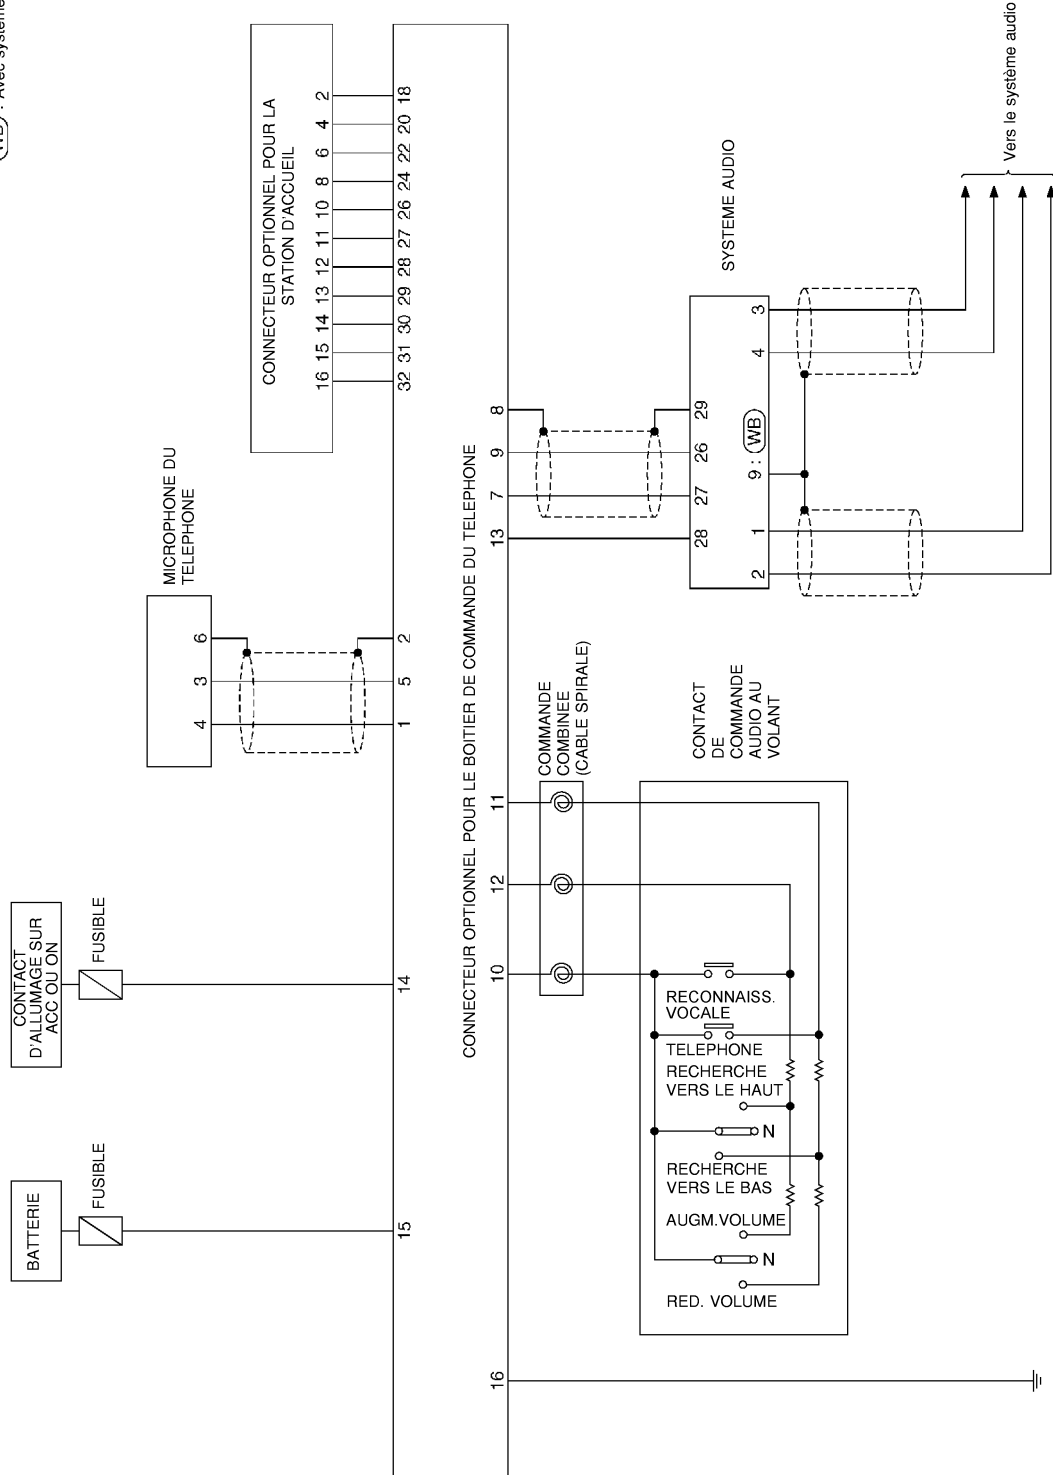 WB : Avec système
BATTERIE
FUSIBLE
15
CONTACT
D'ALLUMAGE SUR
ACC OU ON
FUSIBLE
14
MICROPHONE DU
TELEPHONE
4 3 6
1 5 2
CONNECTEUR OPTIONNEL POUR LA
STATION D'ACCUEIL
16 15 14 13 12 11 10 8 6 4 2
32 31 30 29 28 27 26 24 22 20 18
CONNECTEUR OPTIONNEL POUR LE BOITIER DE COMMANDE DU TELEPHONE
16 10 12 11 13 7 9 8
COMMANDE
COMBINEE
(CABLE SPIRALE)
CONTACT
DE
COMMANDE
AUDIO AU
VOLANT
RECONNAISS.
VOCALE
TELEPHONE
RECHERCHE
VERS LE HAUT
N
RECHERCHE
VERS LE BAS
AUGM.VOLUME
N
RED. VOLUME
28 27 26 29
SYSTEME AUDIO
2 1 9 : WB 4 3
Vers le système audio